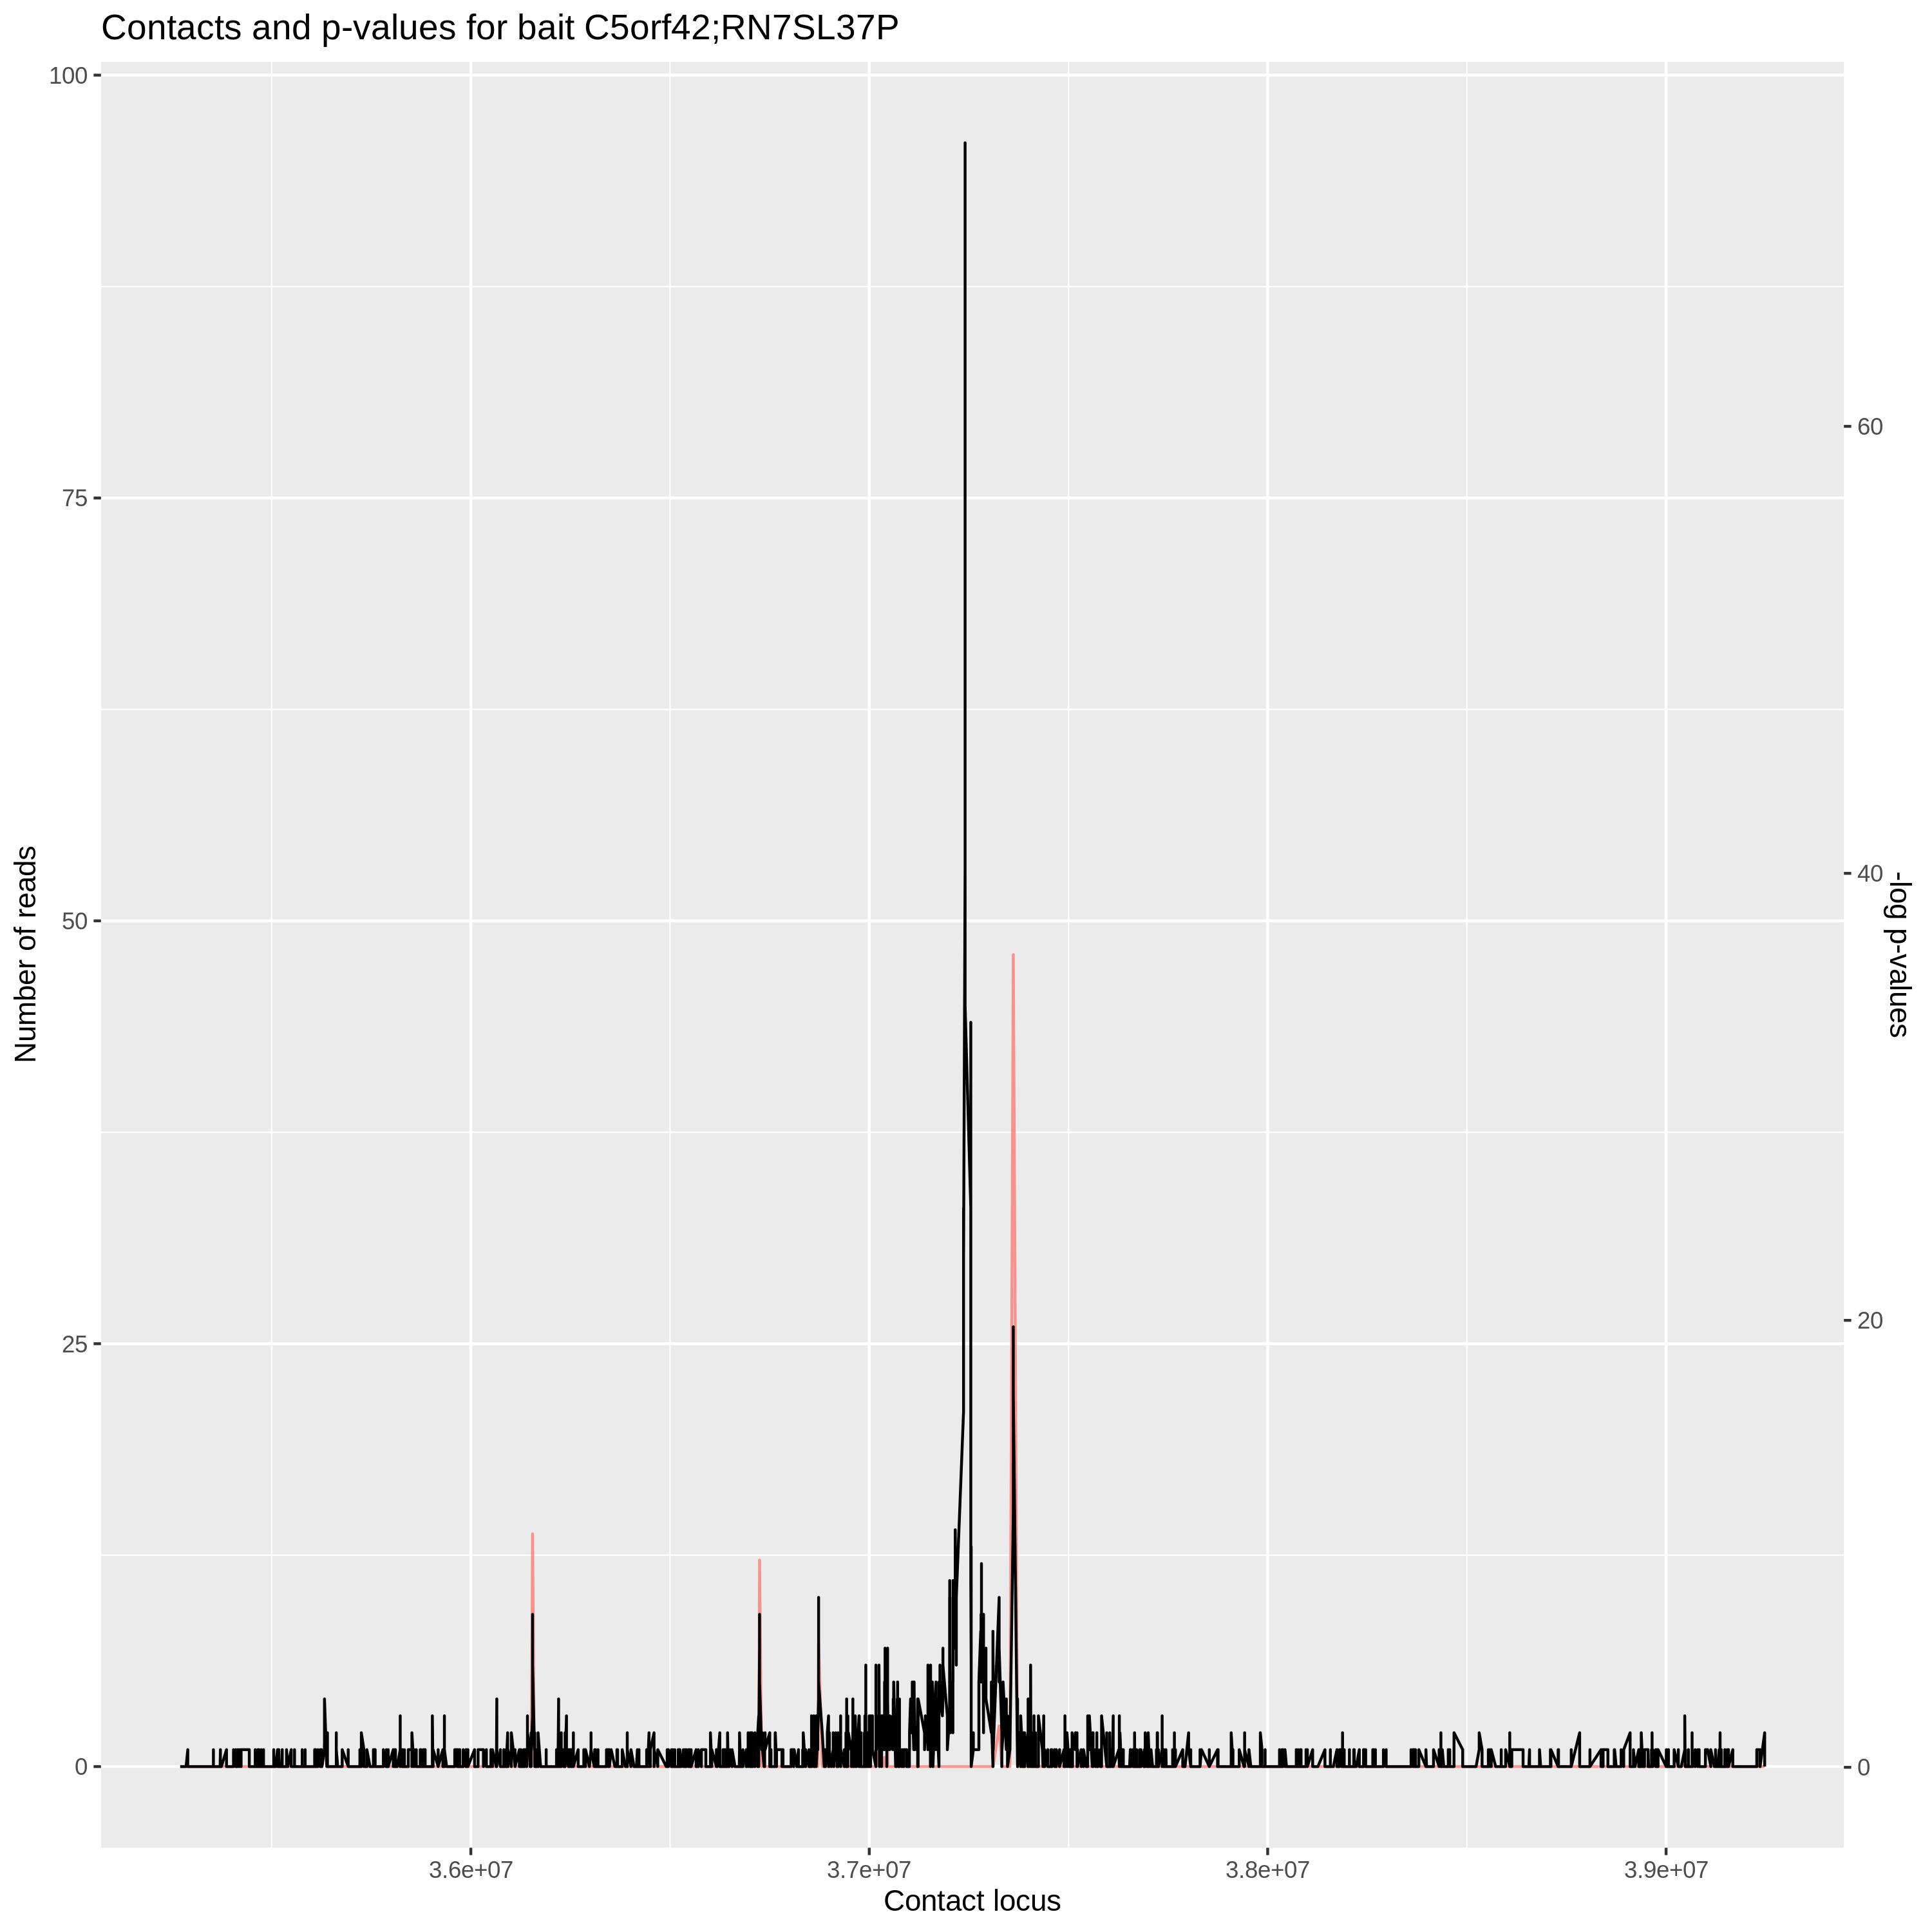 Contacts and p-values for bait C5orf42;RN7SL37P
100
75
50
25
0
Number of reads
60
40
20
0
-log p-values
3.6e+07
3.7e+07
3.8e+07
3.9e+07
Contact locus